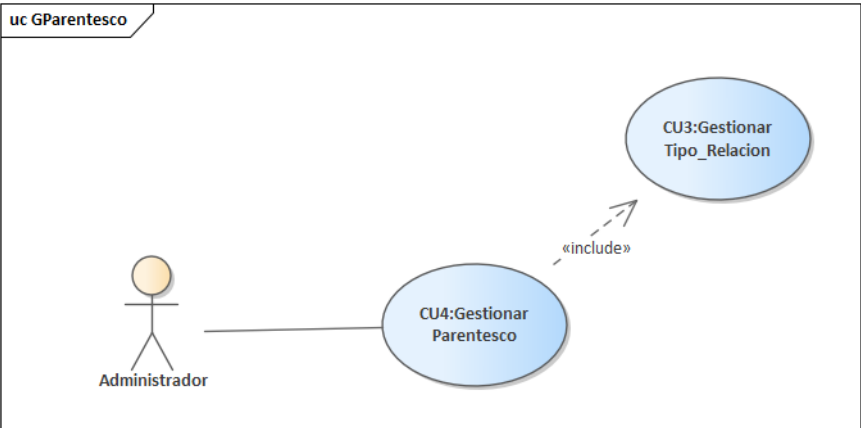 uc GParentesco
CU3:Gestionar
Tipo_Relacion
«include»
CU4:Gestionar
Parentesco
Administrador